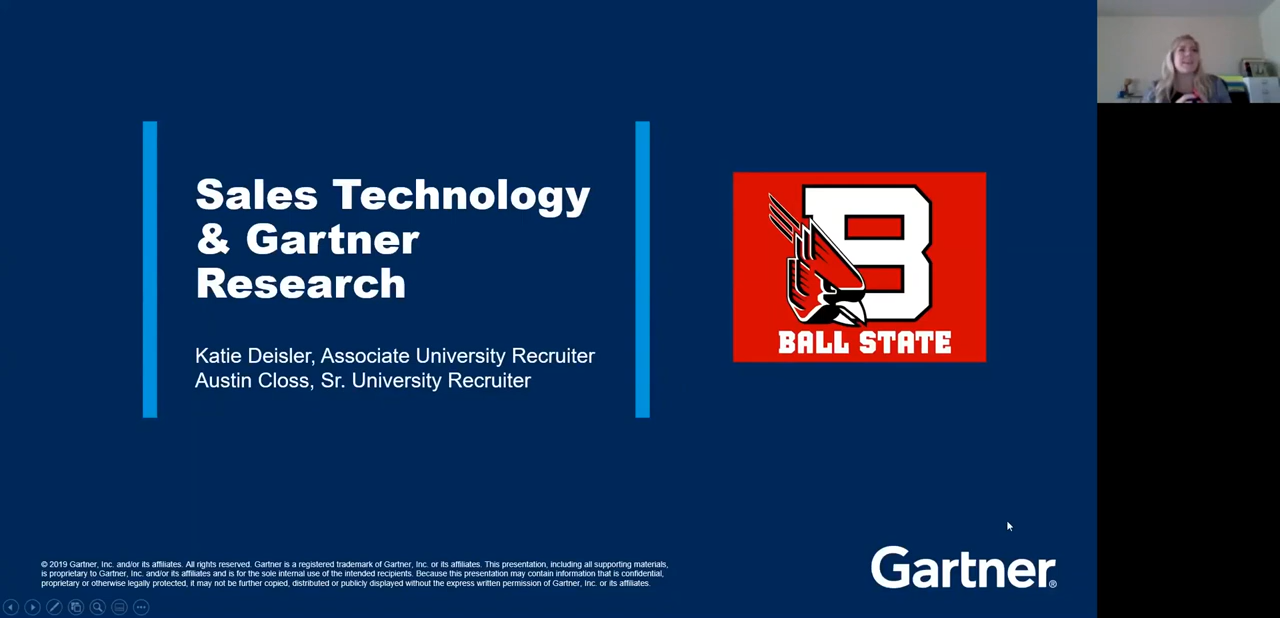 Sales Technology
& Gartner
Research
Katie Deisler, Associate University Recruiter
Austin Closs, Sr. University Recruiter
BALL STATE
© 2019 Gartner, Inc. and/or its affiliates. All rights reserved. Gartner is a registered trademark of Gartner, Inc. or its affiliates. This presentation, including all supporting materials,
is proprietary to Gartner, Inc. and/or its affiliates and is for the sole internal use of the intended recipients. Because this presentation may contain information that is confidential,
proprietary or otherwise legally protected, it may not be further copied, distributed or publicly displayed without the express written permission of Gartner, Inc. or its affiliates.
Gartner®